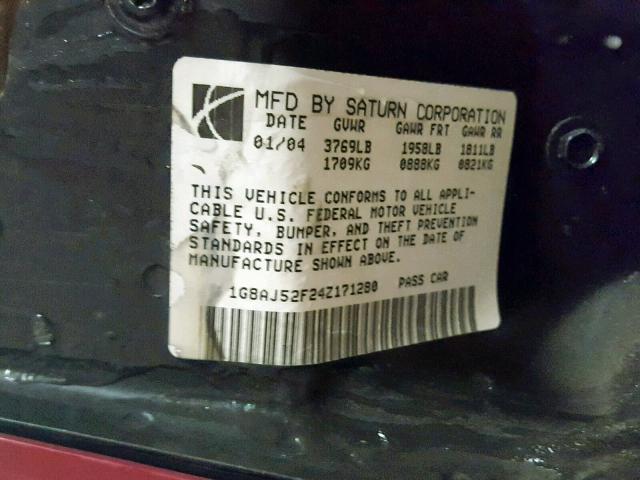 MFD BY SATURN CORPORATION
DATE GVWR GAWR FRT GAWR RR
01/04 3769LB 1958LB 1811LB
1709KG 0888KG 0821KG
THIS VEHICLE CONFORMS TO ALL APPLI-
CABLE U.S. FEDERAL MOTOR VEHICLE
SAFETY, BUMPER, AND THEFT PREVENTION
STANDARDS IN EFFECT ON THE DATE OF
MANUFACTURE SHOWN ABOVE.
1G8AJ52F24Z171280 PASS CAR